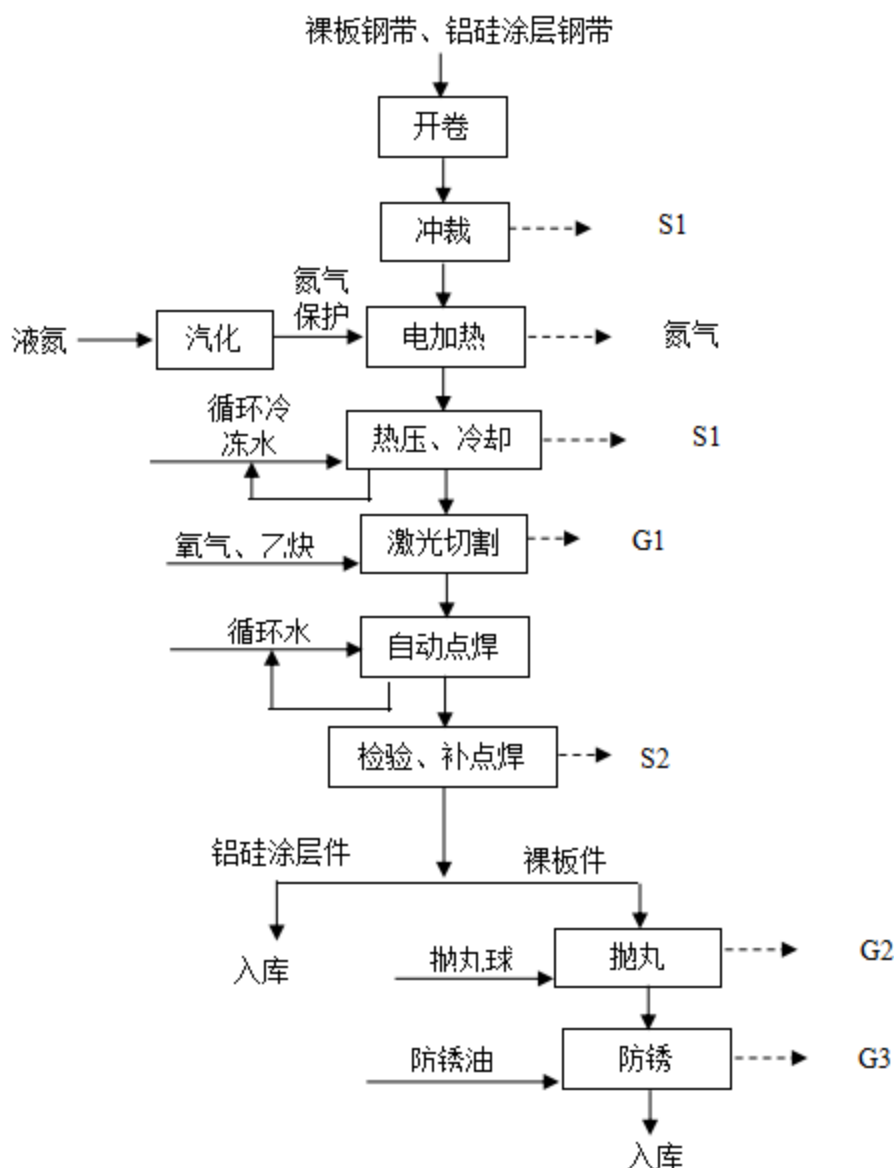 裸板钢带、铝硅涂层钢带
开卷
冲裁
S1
氮气
保护
液氮
汽化
电加热
氮气
循环冷
冻水
热压、冷却
S1
氧气、乙炔
激光切割
G1
循环水
自动点焊
检验、补点焊
S2
铝硅涂层件
裸板件
入库
抛丸球
抛丸
G2
防锈油
防锈
G3
入库